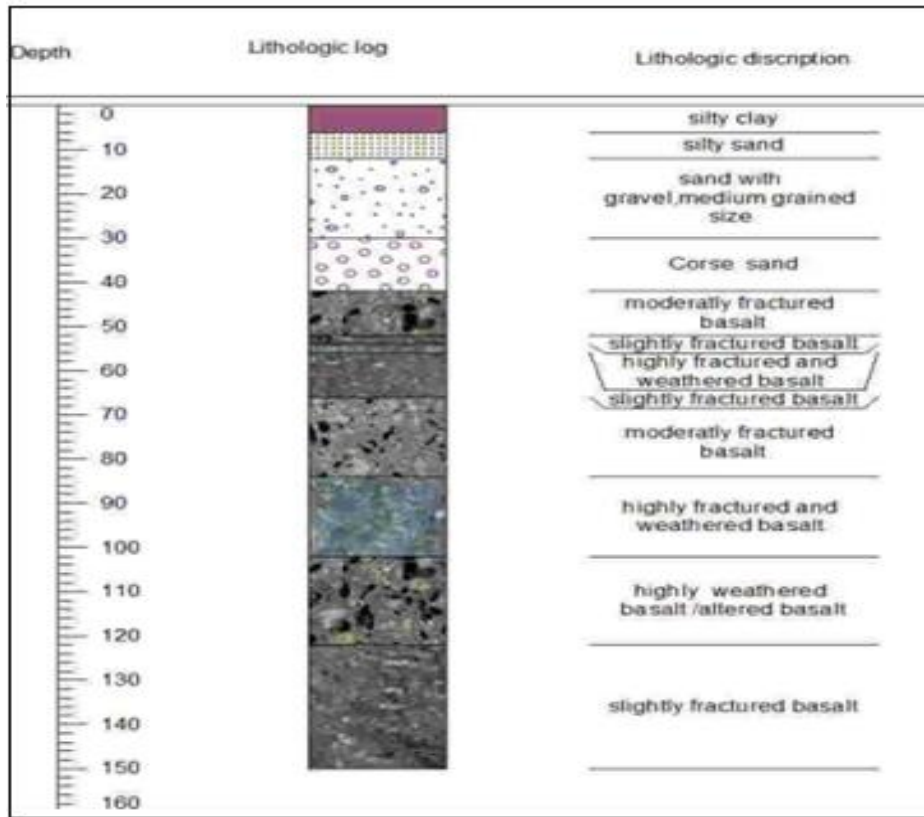 Depth
Lithologic log
Lithologic discription
0
10
20
30
40
50
60
70
80
90
100
110
120
130
140
150
160
silty clay
silty sand
sand with
gravel,medium grained
size
Corse sand
moderatly fractured
basalt
slightly fractured basalt
highly fractured and
weathered basalt
slightly fractured basalt
moderatly fractured
basalt
highly fractured and
weathered basalt
highly weathered
basalt /altered basalt
slightly fractured basalt